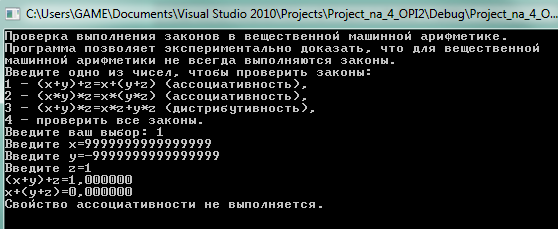 C:\Users\GAME\Documents\Visual Studio 2010\Projects\Project_na_4_OPI2\Debug\Project_na_4_O...
Проверка выполнения законов в вещественной машинной арифметике.
Программа позволяет экспериментально доказать, что для вещественной
машинной арифметики не всегда выполняются законы.
Введите одно из чисел, чтобы проверить законы:
1 - (x+y)+z=x+(y+z) (ассоциативность),
2 - (x*y)*z=x*(y*z) (ассоциативность),
3 - (x+y)*z=x*z+y*z (дистрибутивность),
4 - проверить все законы.
Введите ваш выбор: 1
Введите x=9999999999999999
Введите y=-9999999999999999
Введите z=1
(x+y)+z=1,000000
x+(y+z)=0,000000
Свойство ассоциативности не выполняется.